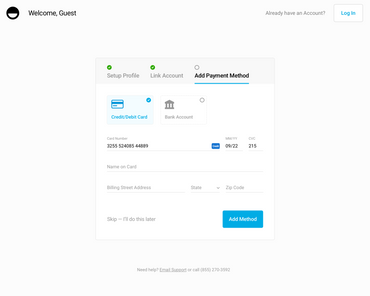 Welcome, Guest
Already have an Account?
Log In
Setup Profile
Link Account
Add Payment Method
Credit/Debit Card
Bank Account
Card Number
MM/YY
CVC
3255 524085 44889
09/22
215
Name on Card
Billing Street Address
State
Zip Code
Skip — I'll do this later
Add Method
Need help? Email Support or call (855) 270-0592